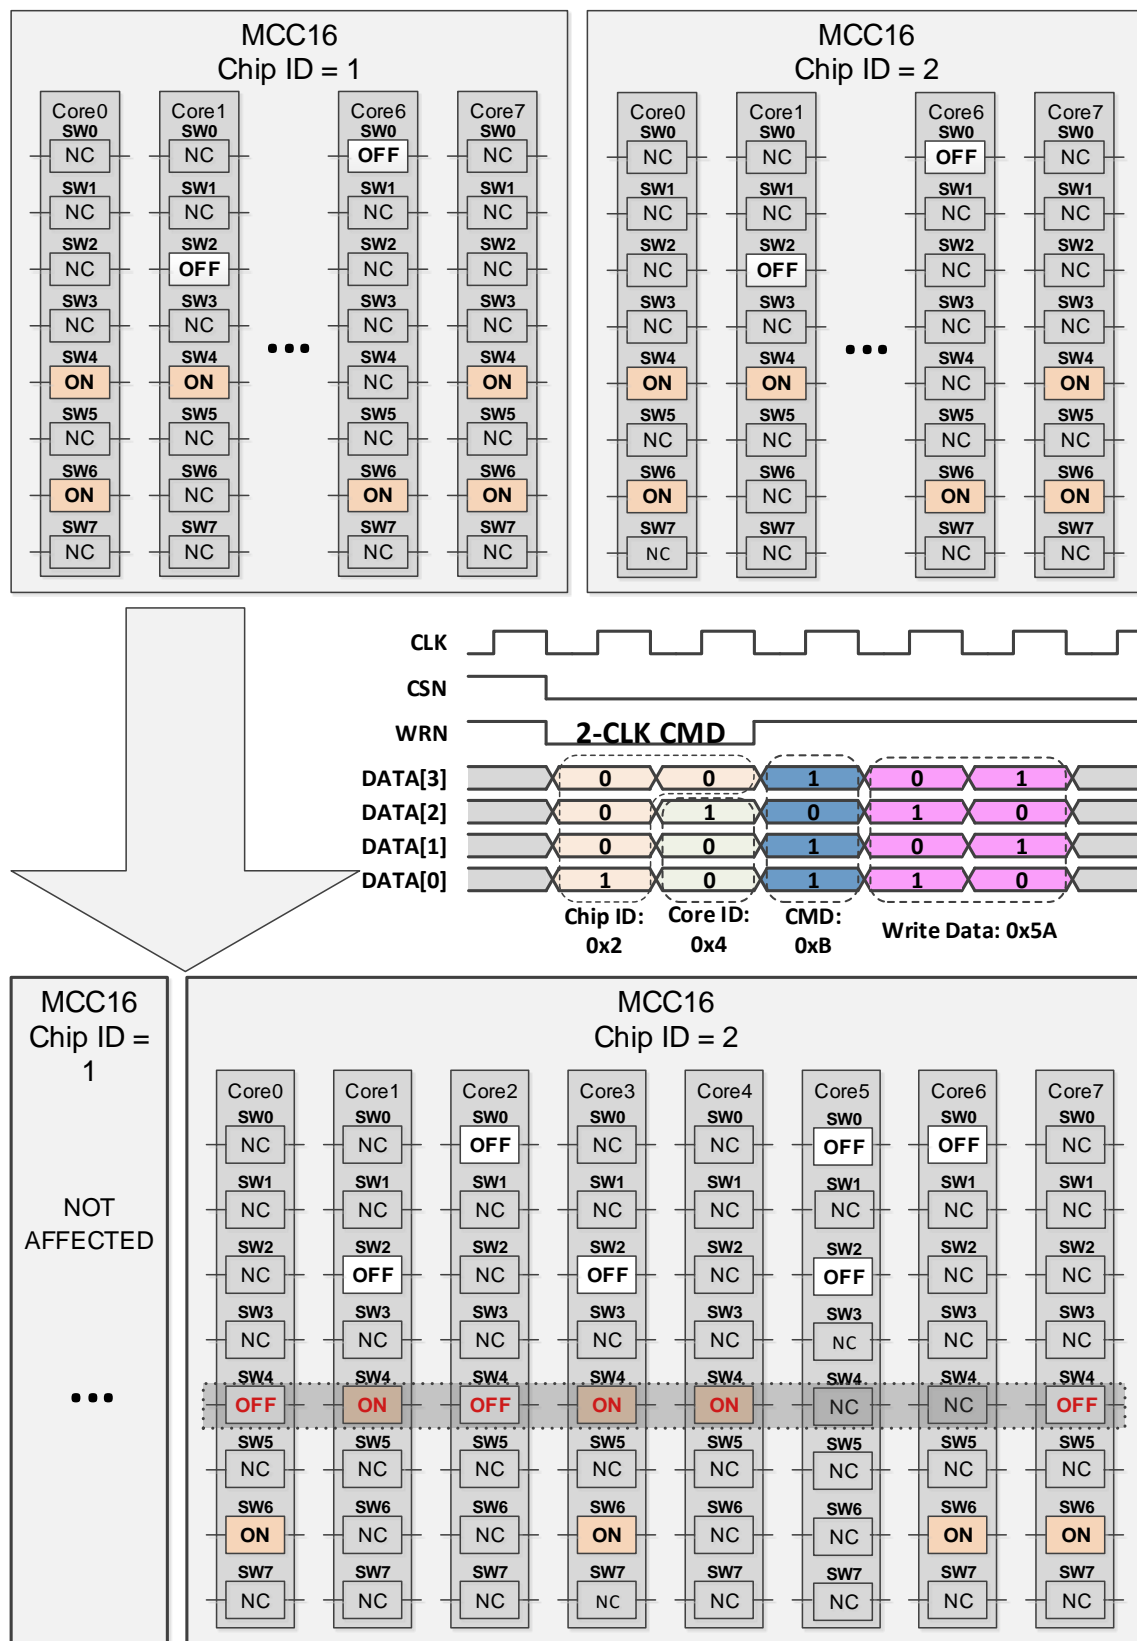 MCC16
Chip ID = 1
Core0 Core1 Core6 Core7
SW0 SW0 SW0 SW0
NC NC OFF NC
SW1 SW1 SW1 SW1
NC NC NC NC
SW2 SW2 SW2 SW2
NC OFF NC NC
SW3 SW3 SW3 SW3
NC NC NC NC
...
SW4 SW4 SW4 SW4
ON ON NC ON
SW5 SW5 SW5 SW5
NC NC NC NC
SW6 SW6 SW6 SW6
ON NC ON ON
SW7 SW7 SW7 SW7
NC NC NC NC
MCC16
Chip ID = 2
Core0 Core1 Core6 Core7
SW0 SW0 SW0 SW0
NC NC OFF NC
SW1 SW1 SW1 SW1
NC NC NC NC
SW2 SW2 SW2 SW2
NC OFF NC NC
SW3 SW3 SW3 SW3
NC NC NC NC
...
SW4 SW4 SW4 SW4
ON ON NC ON
SW5 SW5 SW5 SW5
NC NC NC NC
SW6 SW6 SW6 SW6
ON NC ON ON
SW7 SW7 SW7 SW7
NC NC NC NC
CLK
CSN
WRN 2-CLK CMD
DATA[3] 0 0 1 0 1
DATA[2] 0 1 0 1 0
DATA[1] 0 0 1 0 1
DATA[0] 1 0 1 1 0
Chip ID: Core ID: CMD: Write Data: 0x5A
0x2 0x4 0xB
MCC16
Chip ID =
1
NOT
AFFECTED
...
MCC16
Chip ID = 2
Core0 Core1 Core2 Core3 Core4 Core5 Core6 Core7
SW0 SW0 SW0 SW0 SW0 SW0 SW0 SW0
NC NC OFF NC NC OFF OFF NC
SW1 SW1 SW1 SW1 SW1 SW1 SW1 SW1
NC NC NC NC NC NC NC NC
SW2 SW2 SW2 SW2 SW2 SW2 SW2 SW2
NC OFF NC OFF NC OFF NC NC
SW3 SW3 SW3 SW3 SW3 SW3 SW3 SW3
NC NC NC NC NC NC NC NC
SW4 SW4 SW4 SW4 SW4 SW4 SW4 SW4
OFF ON OFF ON ON NC NC OFF
SW5 SW5 SW5 SW5 SW5 SW5 SW5 SW5
NC NC NC NC NC NC NC NC
SW6 SW6 SW6 SW6 SW6 SW6 SW6 SW6
ON NC NC ON NC NC ON ON
SW7 SW7 SW7 SW7 SW7 SW7 SW7 SW7
NC NC NC NC NC NC NC NC